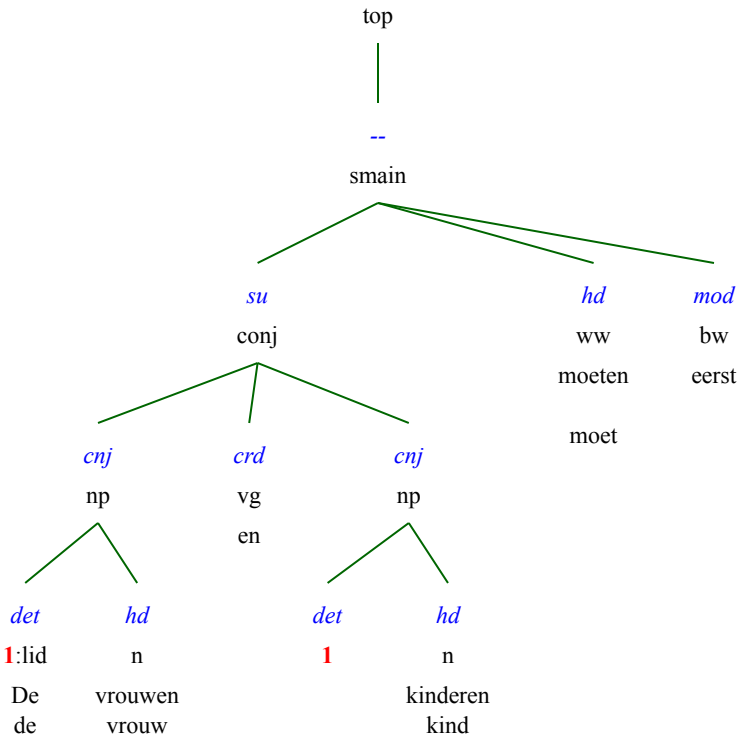 top
--
smain
su hd mod
conj ww bw
moeten eerst
moet
cnj crd cnj
np vg np
en
det hd det hd
1:lid n 1 n
De vrouwen kinderen
de vrouw kind